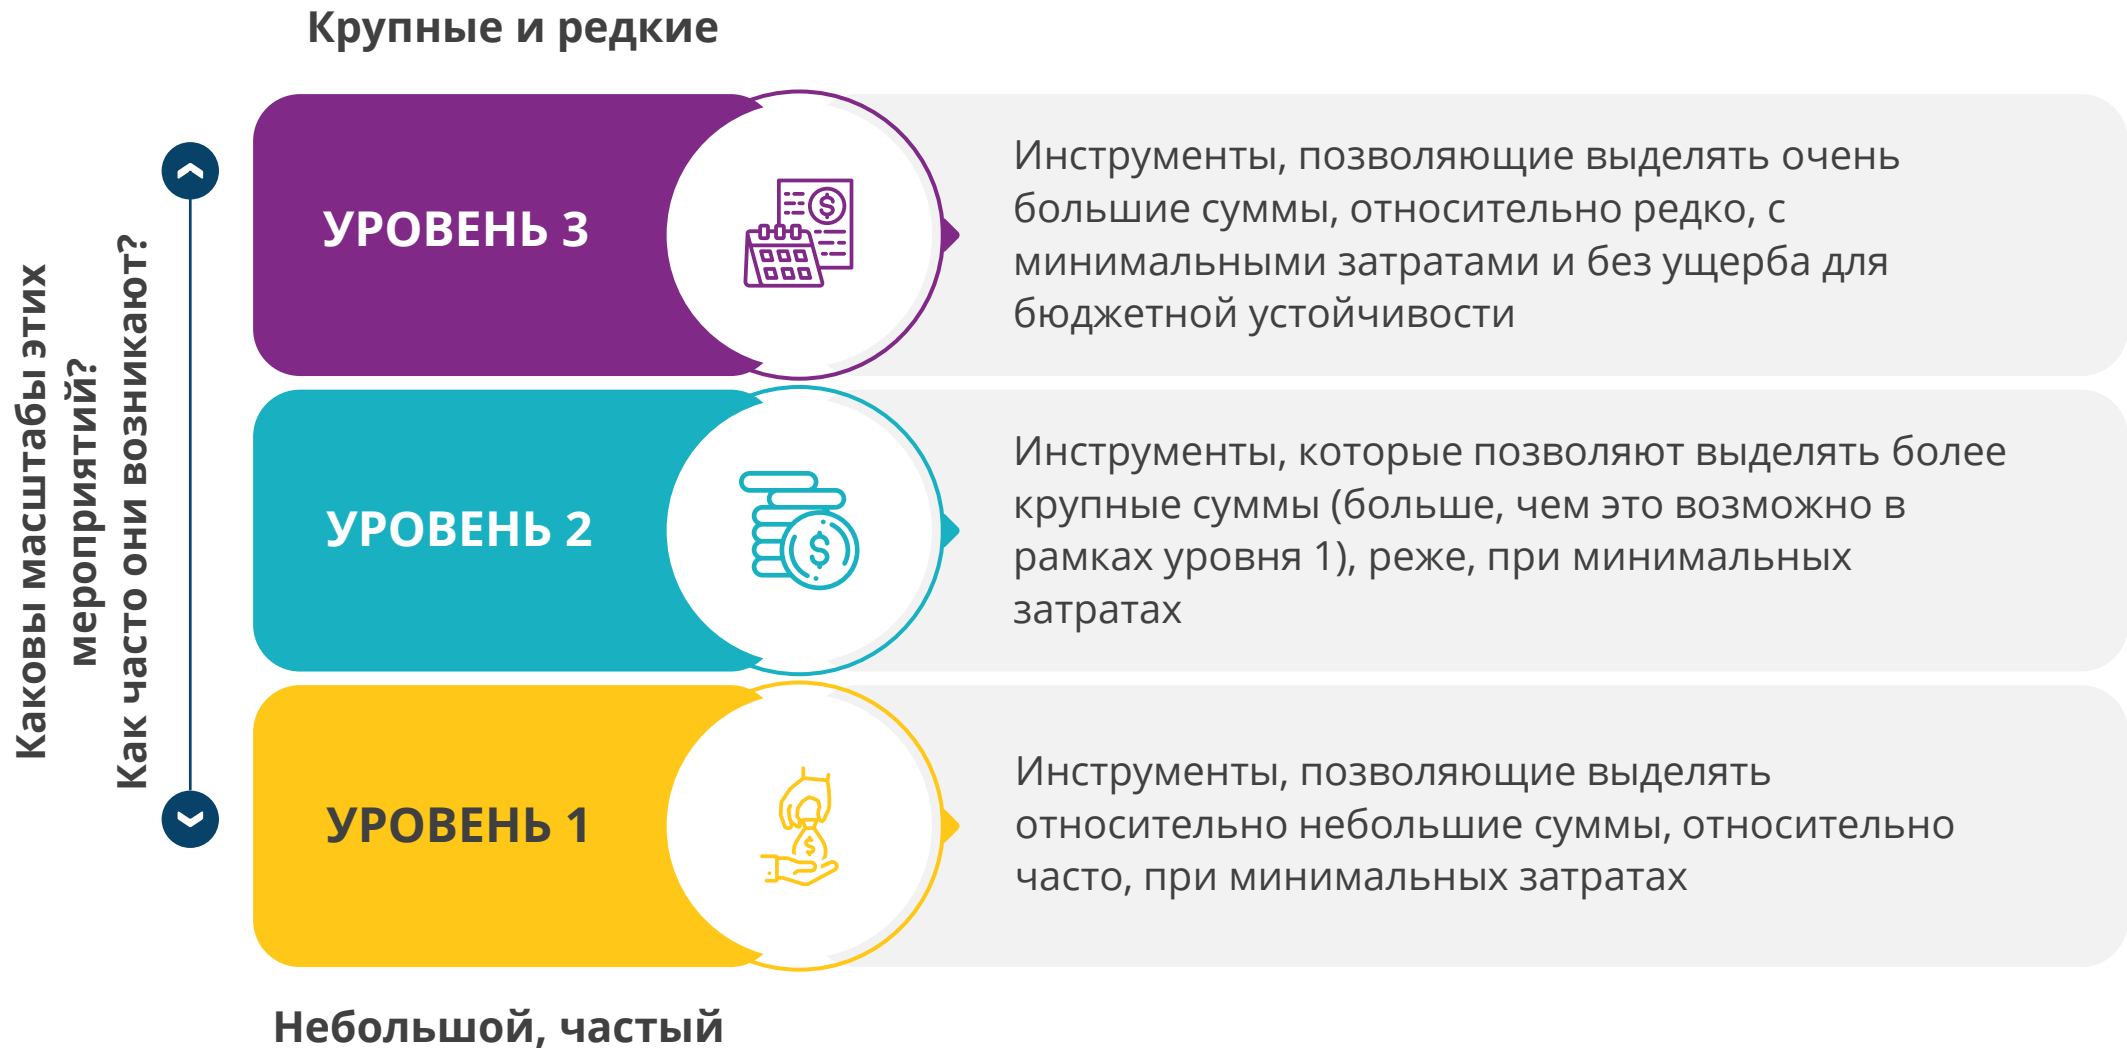 Крупные и редкие
Каковы масштабы этих
мероприятий?
Как часто они возникают?
УРОВЕНЬ 3
Инструменты, позволяющие выделять очень
большие суммы, относительно редко, с
минимальными затратами и без ущерба для
бюджетной устойчивости
УРОВЕНЬ 2
Инструменты, которые позволяют выделять более
крупные суммы (больше, чем это возможно в
рамках уровня 1), реже, при минимальных
затратах
УРОВЕНЬ 1
Инструменты, позволяющие выделять
относительно небольшие суммы, относительно
часто, при минимальных затратах
Небольшой, частый